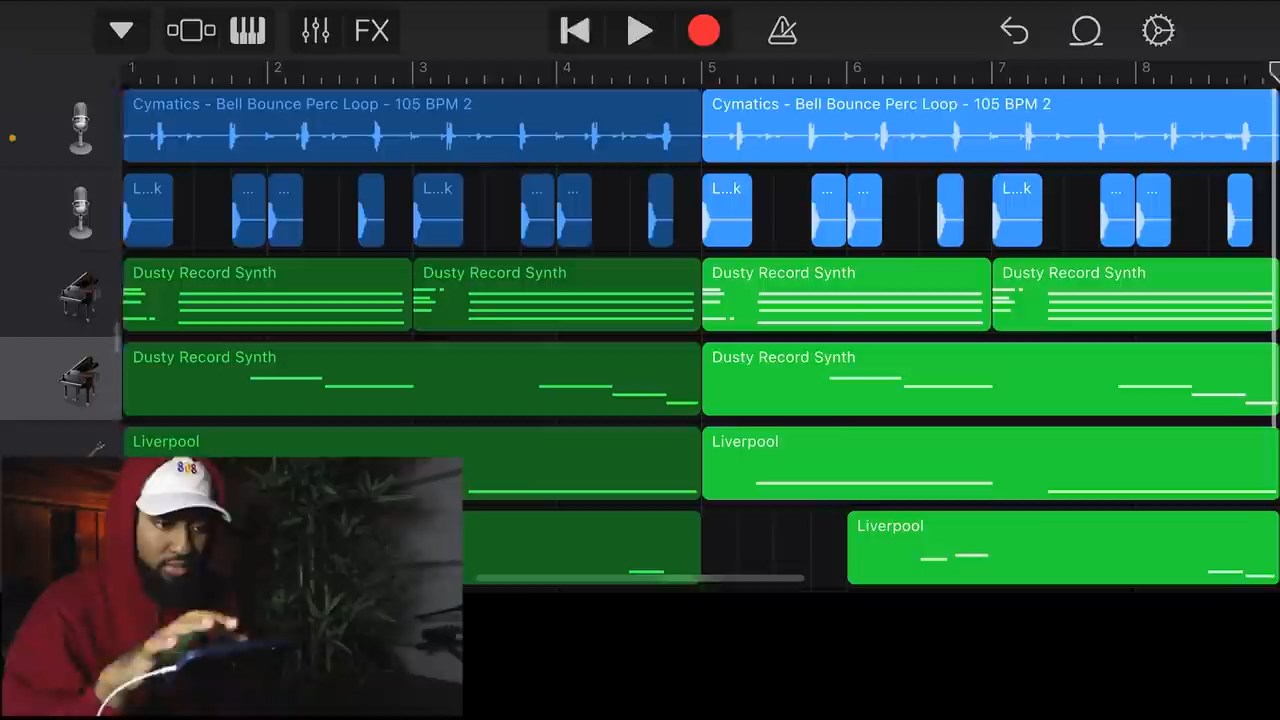 FX
1 2 3 4 5 6 7 8
Cymatics - Bell Bounce Perc Loop - 105 BPM 2 Cymatics - Bell Bounce Perc Loop - 105 BPM 2
L...k ... ... L...k ... ... L...k ... ... L...k ... ...
Dusty Record Synth Dusty Record Synth Dusty Record Synth Dusty Record Synth
Dusty Record Synth Dusty Record Synth
Liverpool Liverpool
808
Liverpool